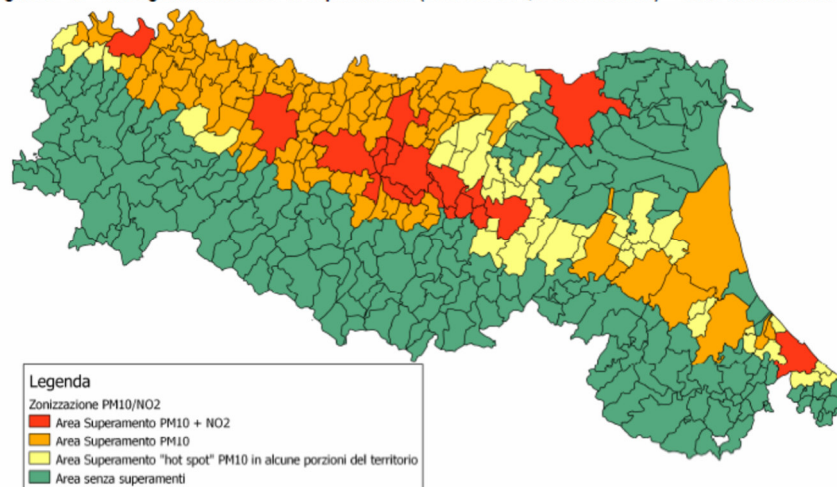 Legenda
Zonizzazione PM10/NO2
Area Superamento PM10 + NO2
Area Superamento PM10
Area Superamento "hot spot" PM10 in alcune porzioni del territorio
Area senza superamenti